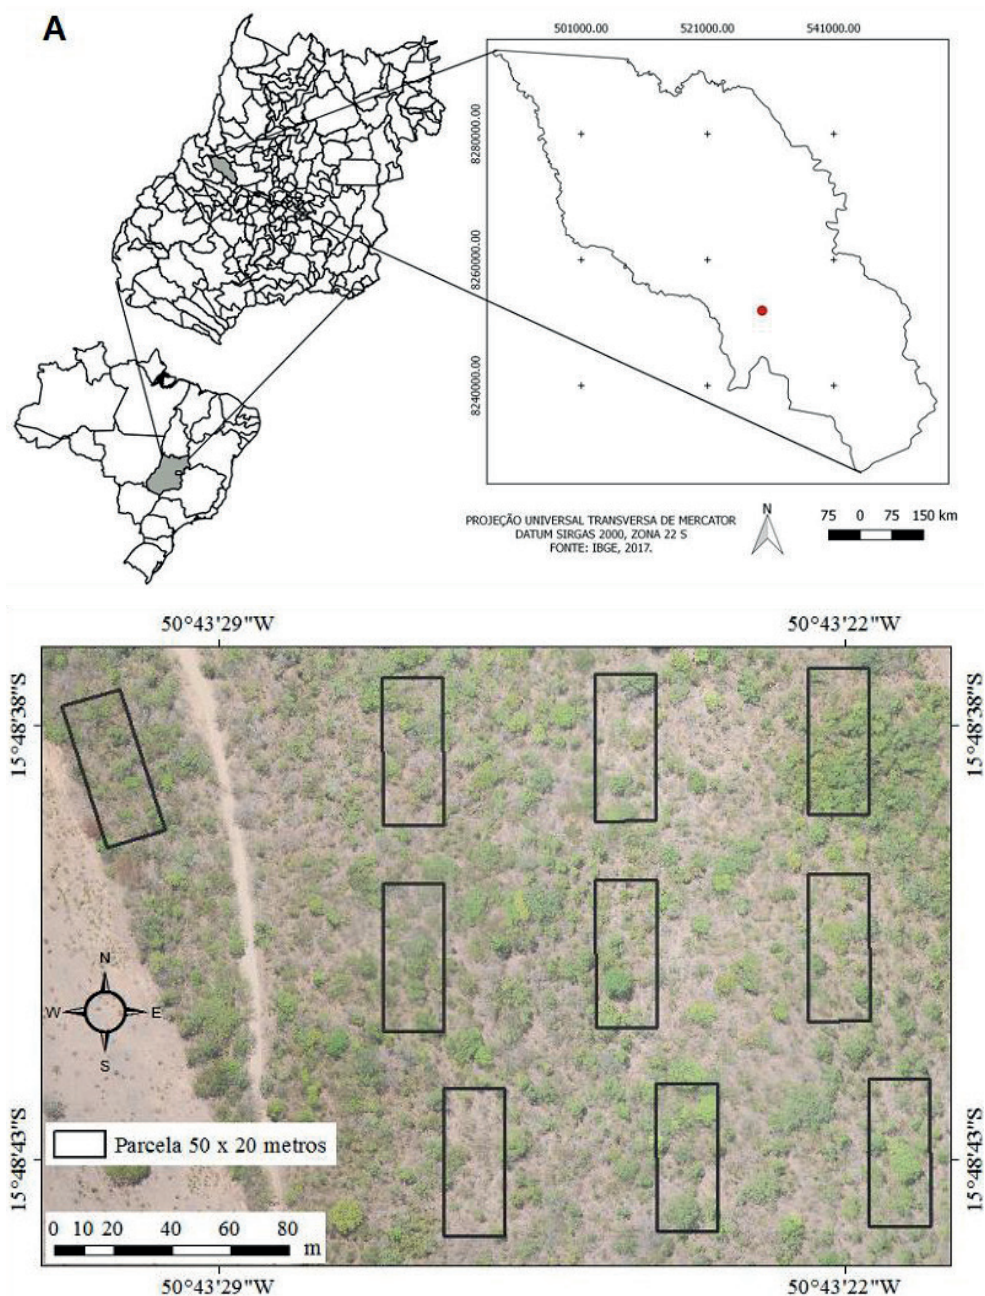 A
501000.00 521000.00 541000.00
8280000.00
8260000.00
8240000.00
PROJEÇÃO UNIVERSAL TRANSVERSA DE MERCATOR
DATUM SIRGAS 2000, ZONA 22 S
FONTE: IBGE, 2017.
N
75 0 75 150 km
50°43'29"W 50°43'22"W
15°48'38"S 15°48'38"S
N
W E
S
15°48'43"S 15°48'43"S
Parcela 50 x 20 metros
0 10 20 40 60 80
m
50°43'29"W 50°43'22"W